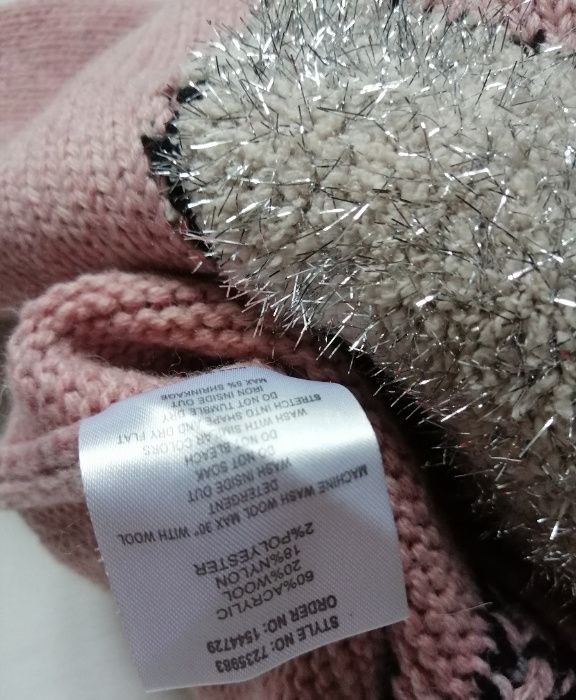 STYLE NO: 7235983
ORDER NO: 1544729
60%ACRYLIC
20%WOOL
18%NYLON
2%POLYESTER
MACHINE WASH WOOL MAX 30° WITH WOOL
DETERGENT
WASH INSIDE OUT
DO NOT SOAK
DO NOT BLEACH
WASH WITH SIMILAR COLORS
STRETCH INTO SHAPE AND DRY FLAT
DO NOT TUMBLE DRY
IRON INSIDE OUT
MAX 5% SHRINKAGE